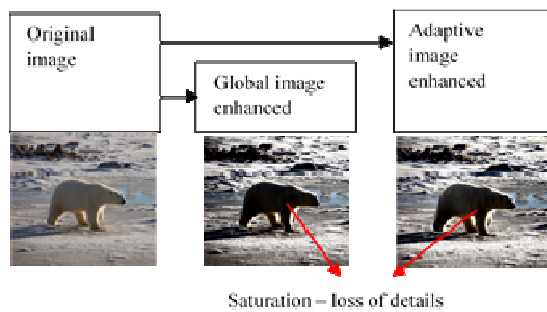 Original
image
Global image
enhanced
Adaptive
image
enhanced
Saturation – loss of details